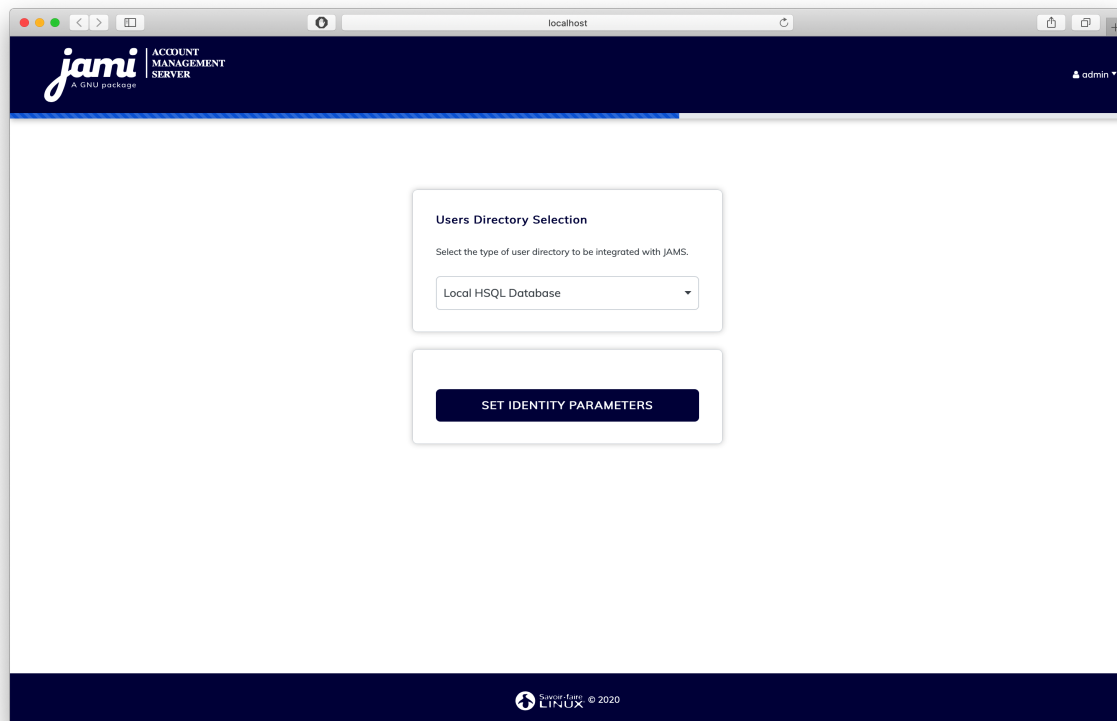 localhost
jami
A GNU package
ACCOUNT
MANAGEMENT
SERVER
admin
Users Directory Selection
Select the type of user directory to be integrated with JAMS.
Local HSQL Database
SET IDENTITY PARAMETERS
Savoir-faire
LINUX
© 2020